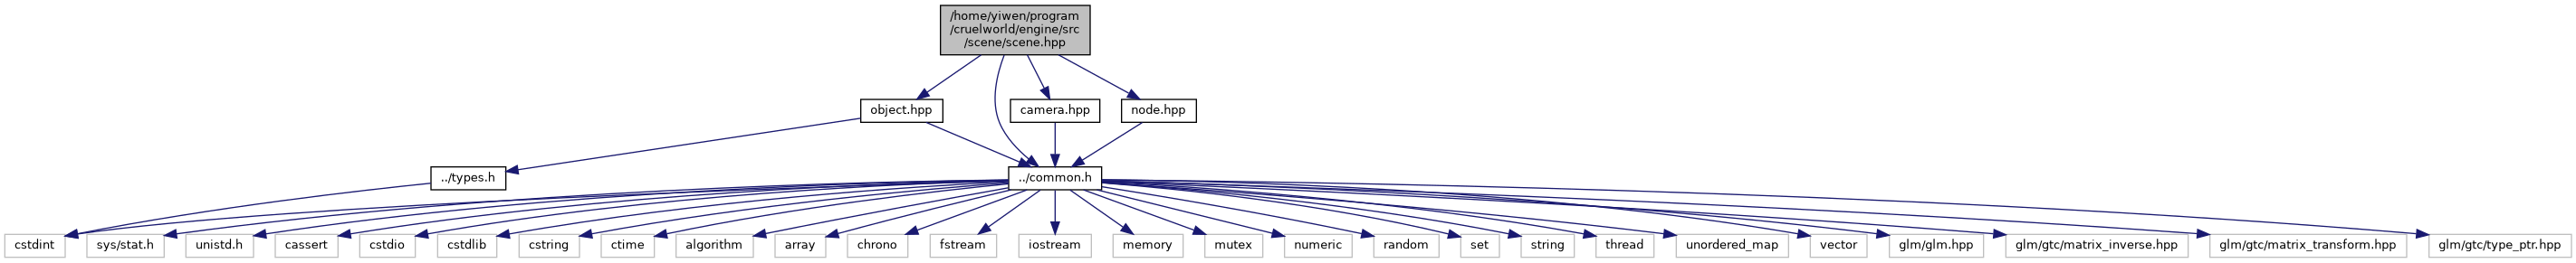 /home/yiwen/program
/cruelworld/engine/src
/scene/scene.hpp
object.hpp
camera.hpp
node.hpp
../types.h
../common.h
cstdint
sys/stat.h
unistd.h
cassert
cstdio
cstdlib
cstring
ctime
algorithm
array
chrono
fstream
iostream
memory
mutex
numeric
random
set
string
thread
unordered_map
vector
glm/glm.hpp
glm/gtc/matrix_inverse.hpp
glm/gtc/matrix_transform.hpp
glm/gtc/type_ptr.hpp